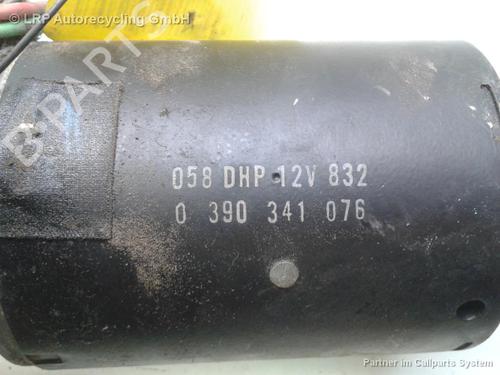 © LRP Autorecycling GmbH
B-PARTS
058 DHP 12V 832
0 390 341 076
Partner im Callparts System